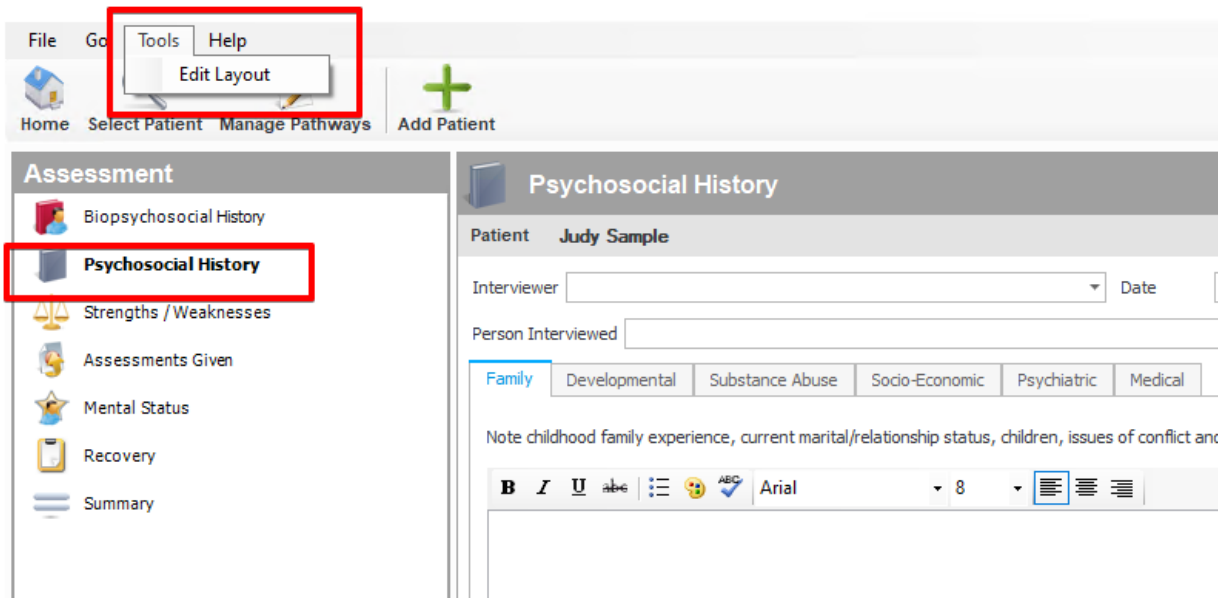 File Go Tools Help
Edit Layout
Home Select Patient Manage Pathways Add Patient
Assessment
Biopsychosocial History
Psychosocial History
Strengths / Weaknesses
Assessments Given
Mental Status
Recovery
Summary
Psychosocial History
Patient Judy Sample
Interviewer Date
Person Interviewed
Family Developmental Substance Abuse Socio-Economic Psychiatric Medical
Note childhood family experience, current marital/relationship status, children, issues of conflict and
B I U abc ABC Arial 8